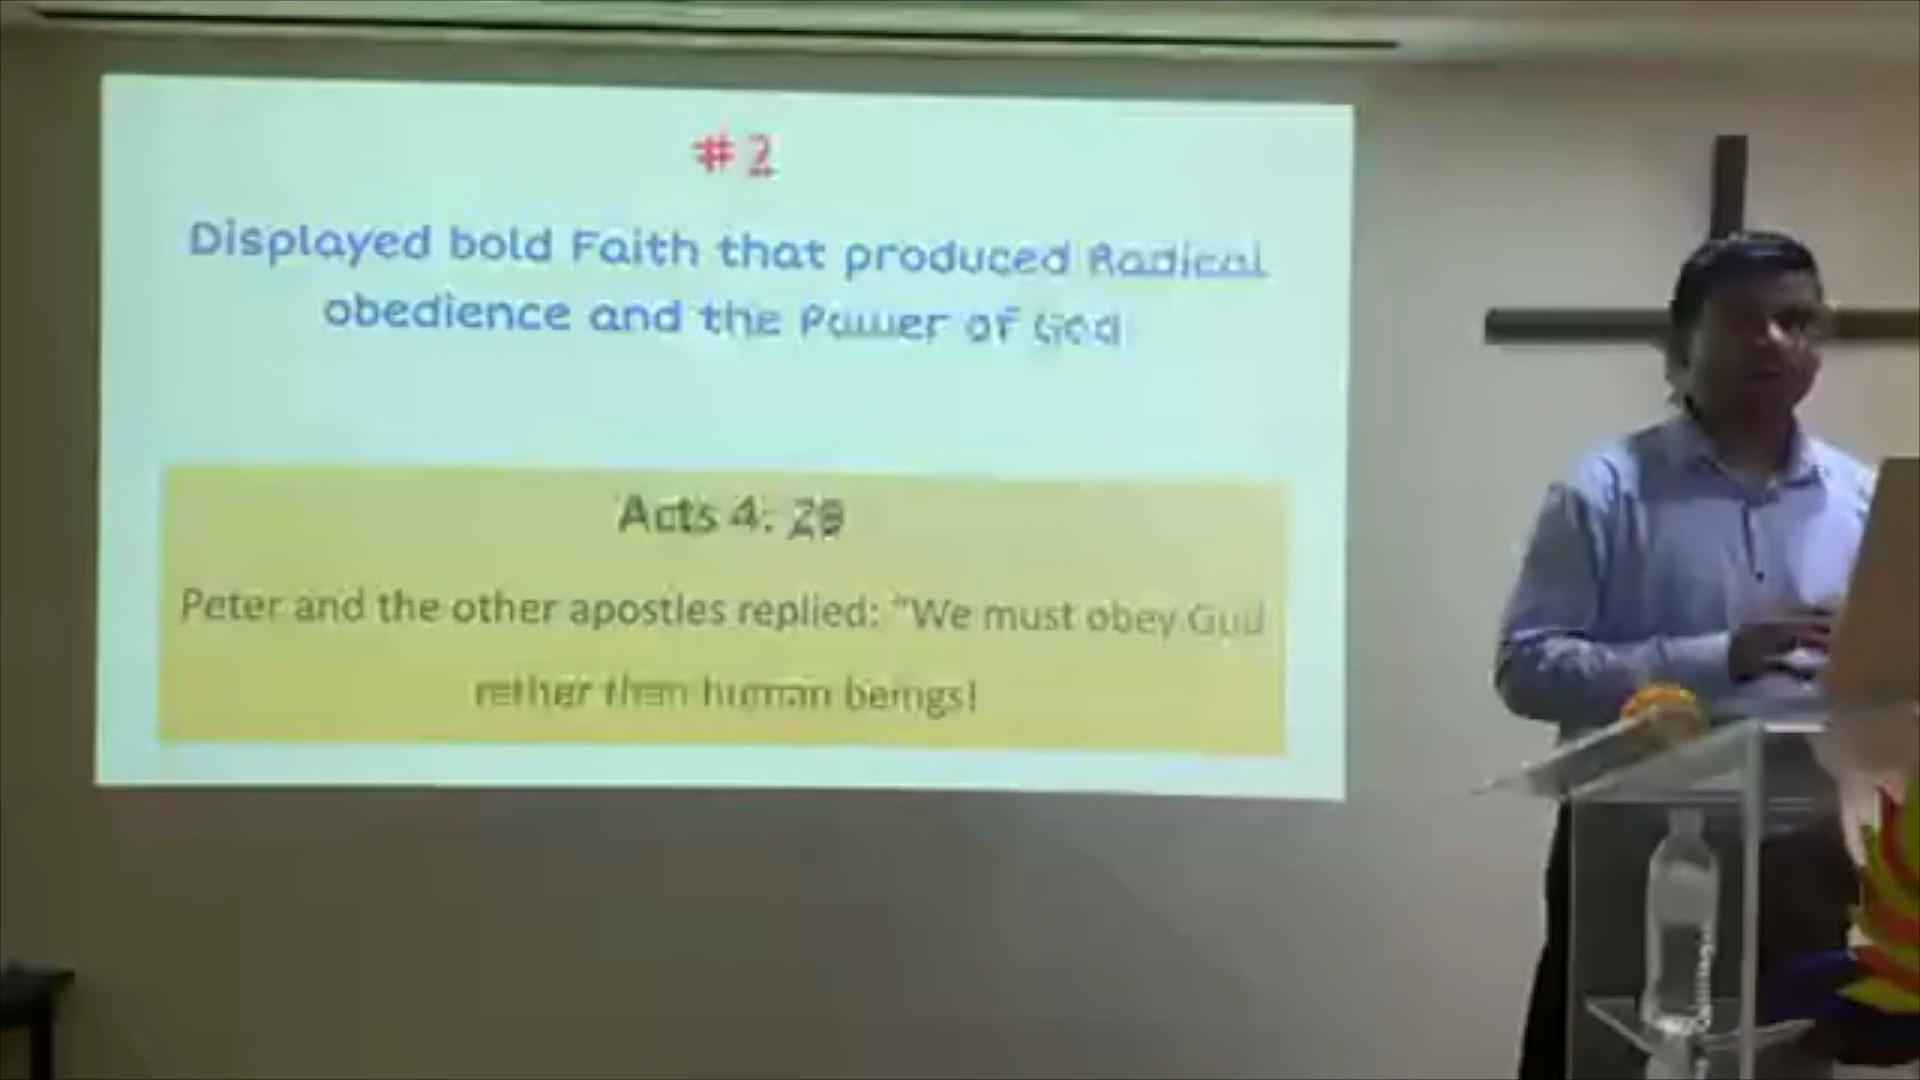 #2
Displayed bold Faith that produced Radical
obedience and the Power of God
Acts 4: 29
Peter and the other apostles replied: "We must obey God
rather than human beings!